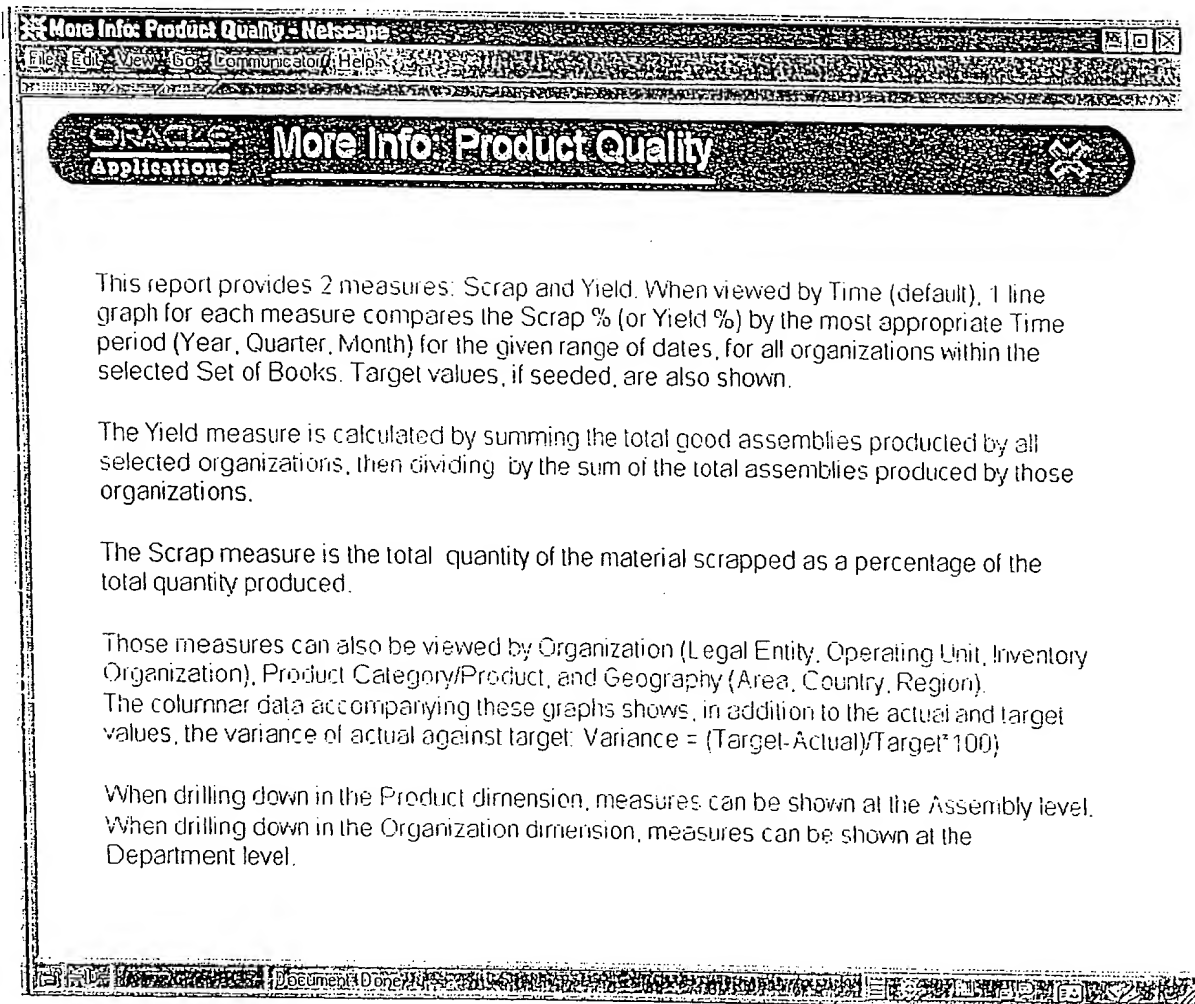 More Info: Product Quality - Netscape
File Edit View Go Communicator Help
ORACLE
Applications
More Info: Product Quality
This report provides 2 measures: Scrap and Yield. When viewed by Time (default), 1 line
graph for each measure compares the Scrap % (or Yield %) by the most appropriate Time
period (Year, Quarter, Month) for the given range of dates, for all organizations within the
selected Set of Books. Target values, if seeded, are also shown.
The Yield measure is calculated by summing the total good assemblies producted by all
selected organizations, then dividing by the sum of the total assemblies produced by those
organizations.
The Scrap measure is the total quantity of the material scrapped as a percentage of the
total quantity produced.
Those measures can also be viewed by Organization (Legal Entity, Operating Unit, Inventory
Organization), Product Category/Product, and Geography (Area, Country, Region).
The columnar data accompanying these graphs shows, in addition to the actual and target
values, the variance of actual against target: Variance = (Target-Actual)/Target*100)
When drilling down in the Product dimension, measures can be shown at the Assembly level.
When drilling down in the Organization dimension, measures can be shown at the
Department level.
Document: Done